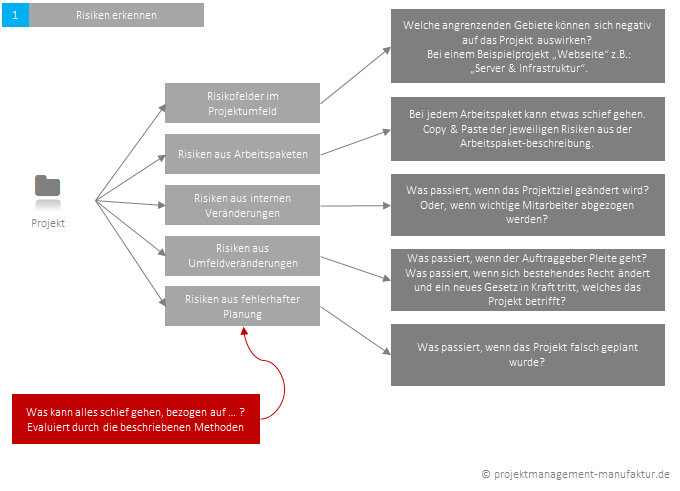 1 Risiken erkennen
Projekt
Risikofelder im
Projektumfeld
Risiken aus Arbeitspaketen
Risiken aus internen
Veränderungen
Risiken aus
Umfeldveränderungen
Risiken aus fehlerhafter
Planung
Welche angrenzenden Gebiete können sich negativ
auf das Projekt auswirken?
Bei einem Beispielprojekt „Webseite“ z.B.:
„Server & Infrastruktur“.
Bei jedem Arbeitspaket kann etwas schief gehen.
Copy & Paste der jeweiligen Risiken aus der
Arbeitspaket-beschreibung.
Was passiert, wenn das Projektziel geändert wird?
Oder, wenn wichtige Mitarbeiter abgezogen
werden?
Was passiert, wenn der Auftraggeber Pleite geht?
Was passiert, wenn sich bestehendes Recht ändert
und ein neues Gesetz in Kraft tritt, welches das
Projekt betrifft?
Was passiert, wenn das Projekt falsch geplant
wurde?
Was kann alles schief gehen, bezogen auf ... ?
Evaluiert durch die beschriebenen Methoden
© projektmanagement-manufaktur.de